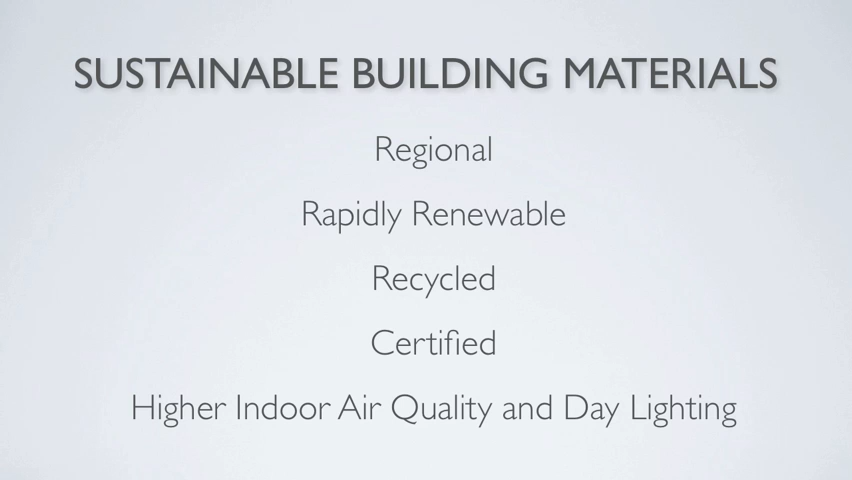 SUSTAINABLE BUILDING MATERIALS
Regional
Rapidly Renewable
Recycled
Certified
Higher Indoor Air Quality and Day Lighting